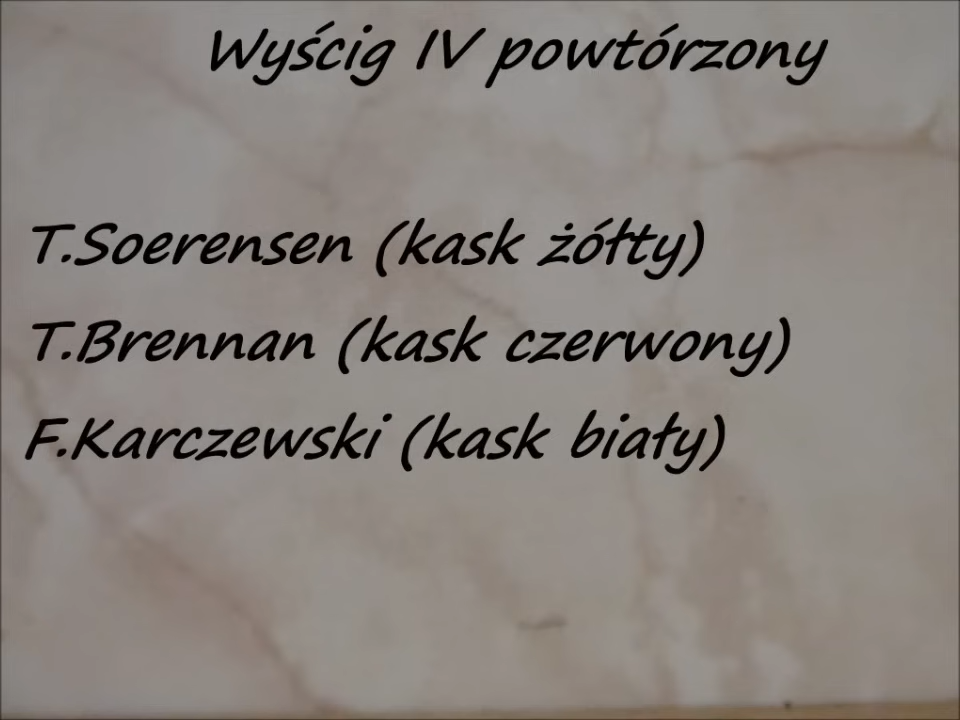 Wyścig IV powtórzony
T.Soerensen (kask żółty)
T.Brennan (kask czerwony)
F.Karczewski (kask biały)